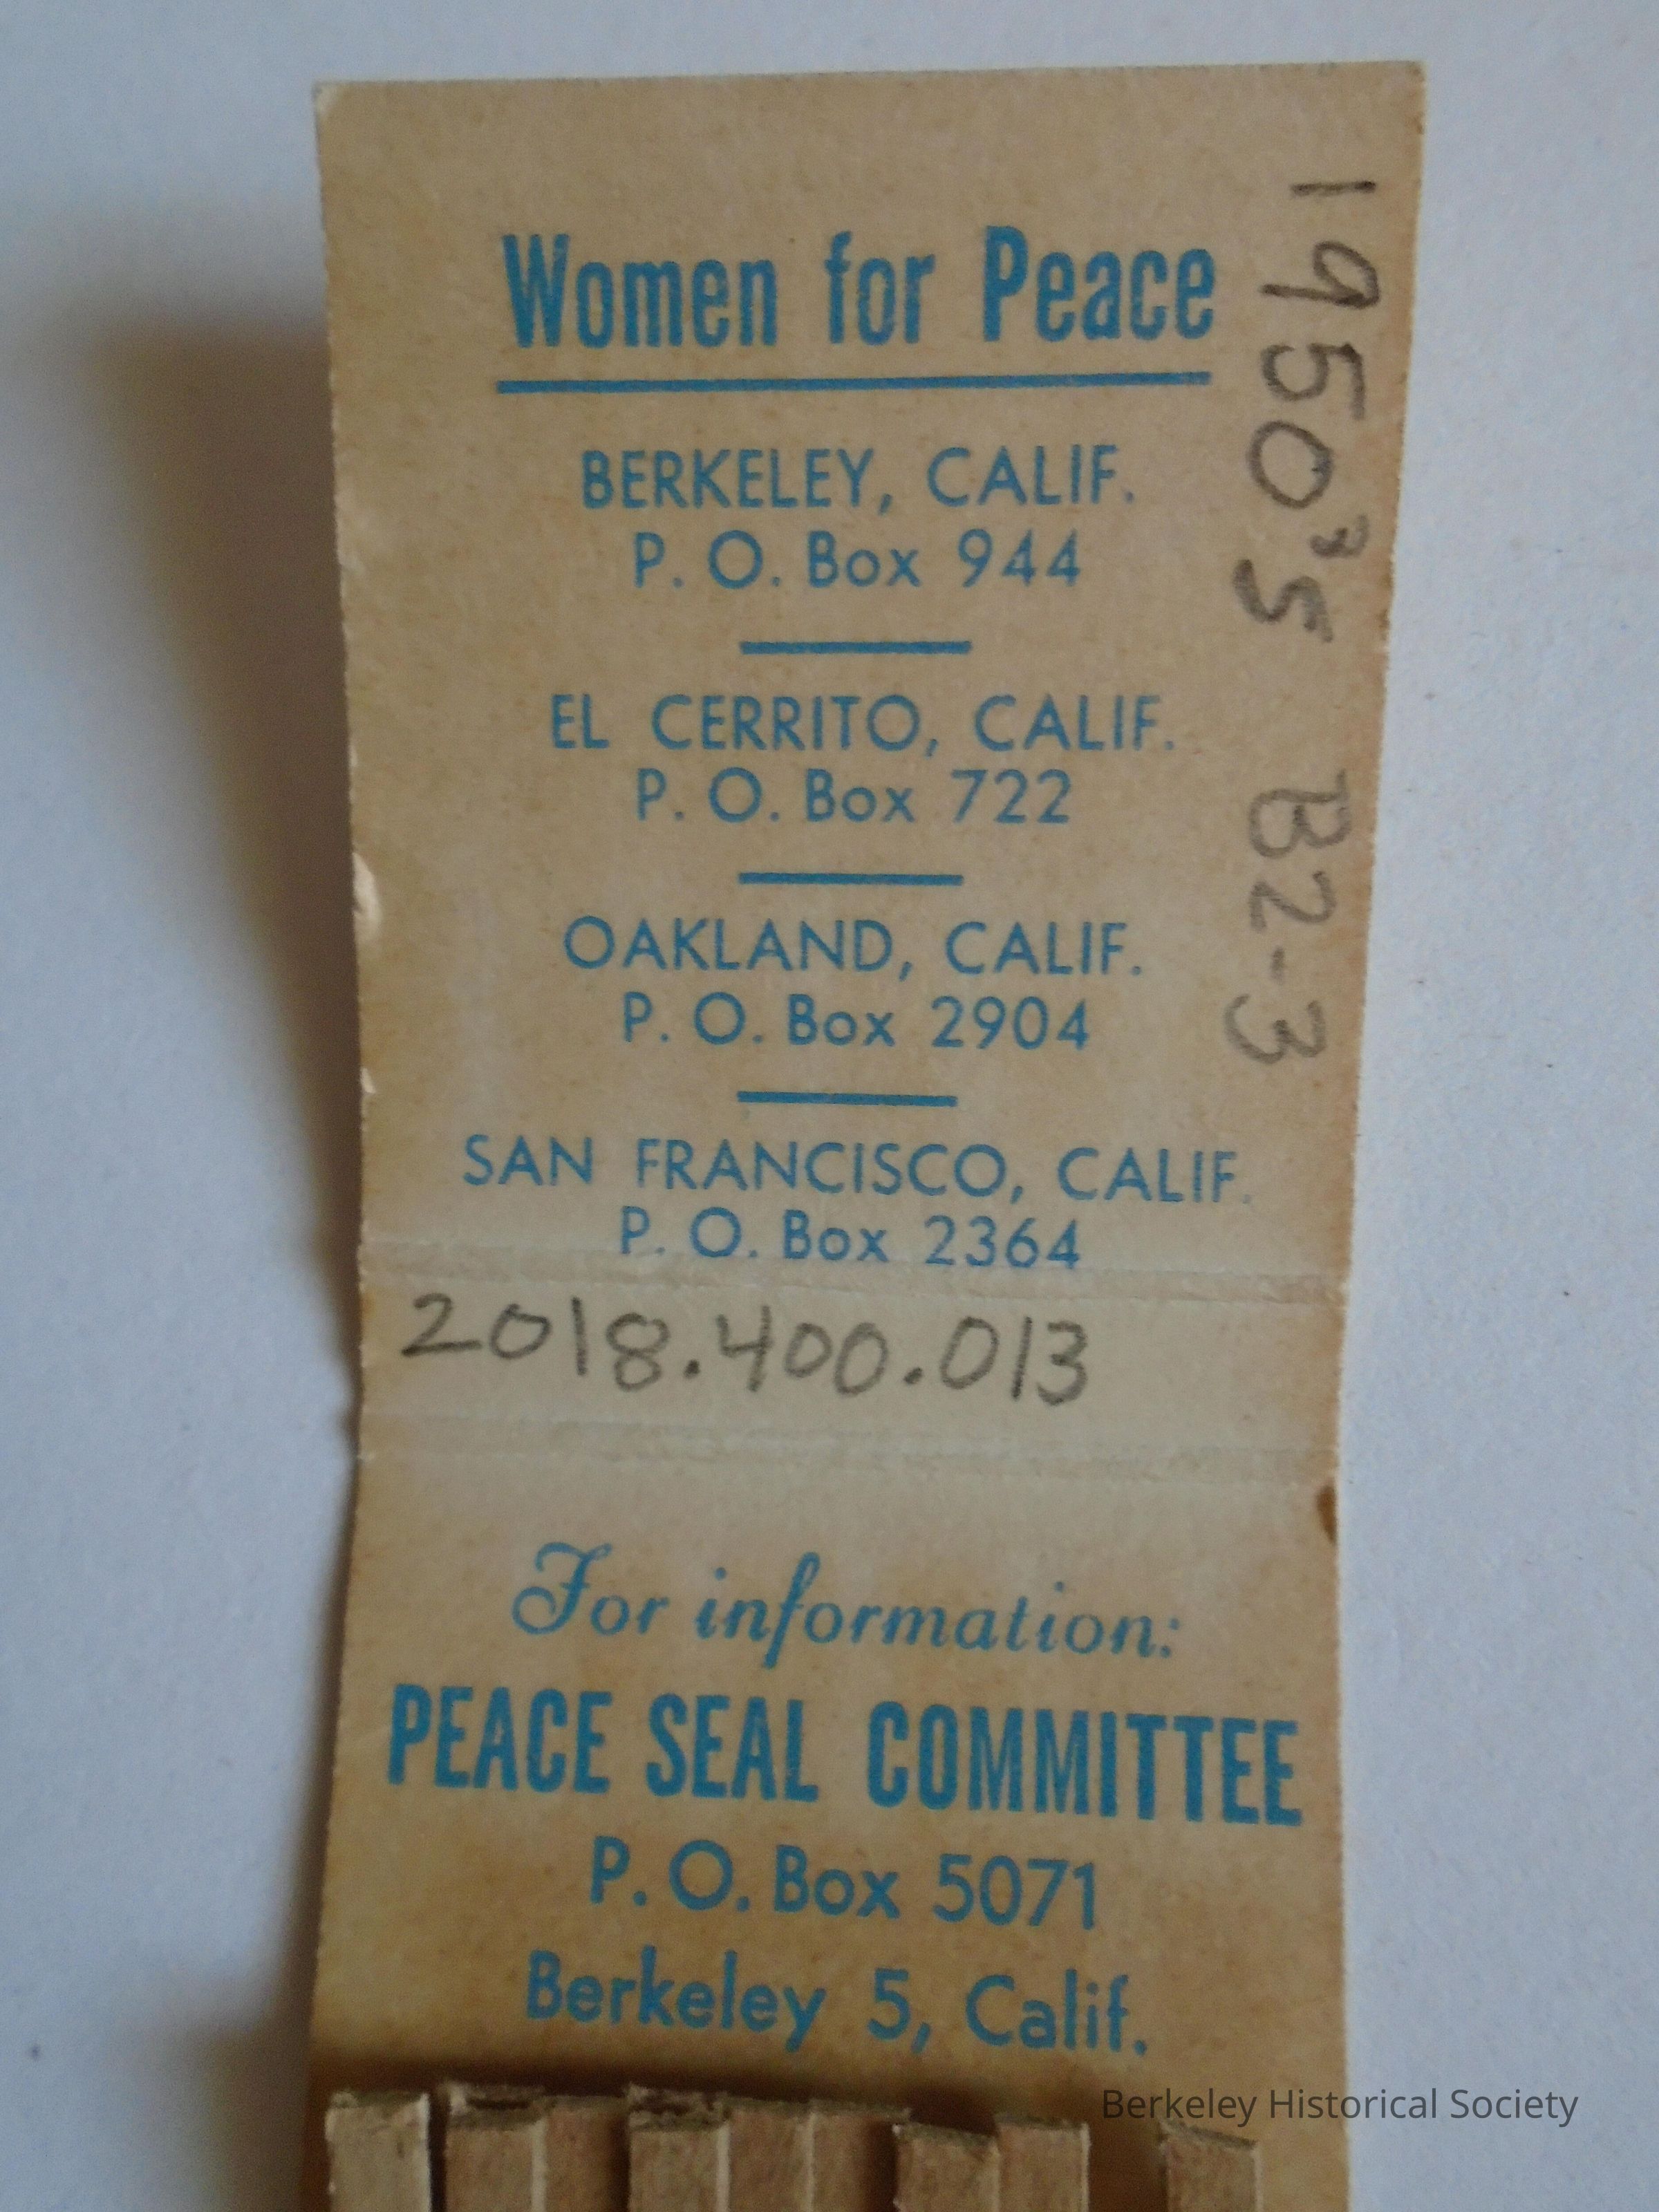 Women for Peace
BERKELEY, CALIF.
P. O. Box 944
EL CERRITO, CALIF.
P. O. Box 722
OAKLAND, CALIF.
P. O. Box 2904
SAN FRANCISCO, CALIF.
P. O. Box 2364
1950's B2-3
2018.400.013
For information:
PEACE SEAL COMMITTEE
P. O. Box 5071
Berkeley 5, Calif.
Berkeley Historical Society